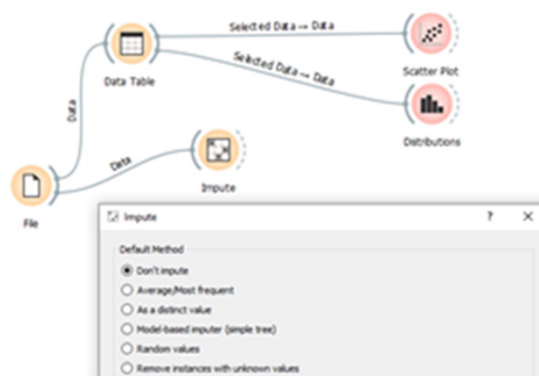 Selected Data → Data
Scatter Plot
Data Table
Selected Data → Data
Distributions
Data
Data
Impute
File
Impute
?
×
Default Method
Don't impute
Average/Most frequent
As a distinct value
Model-based imputer (simple tree)
Random values
Remove instances with unknown values